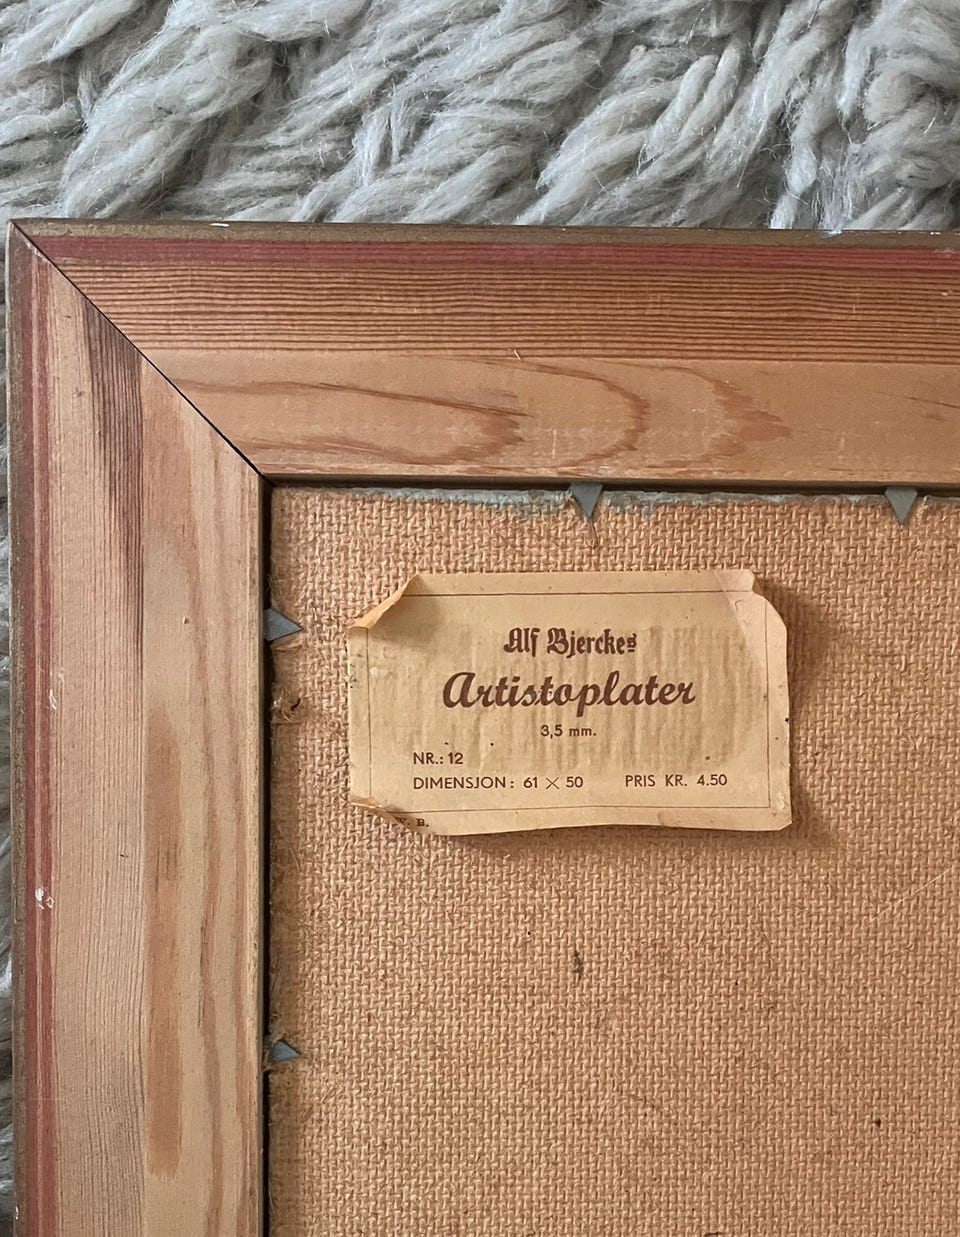 Alf Bjerckes
Artistoplater
3,5 mm.
NR.: 12
DIMENSJON: 61 × 50 PRIS KR. 4.50
B.